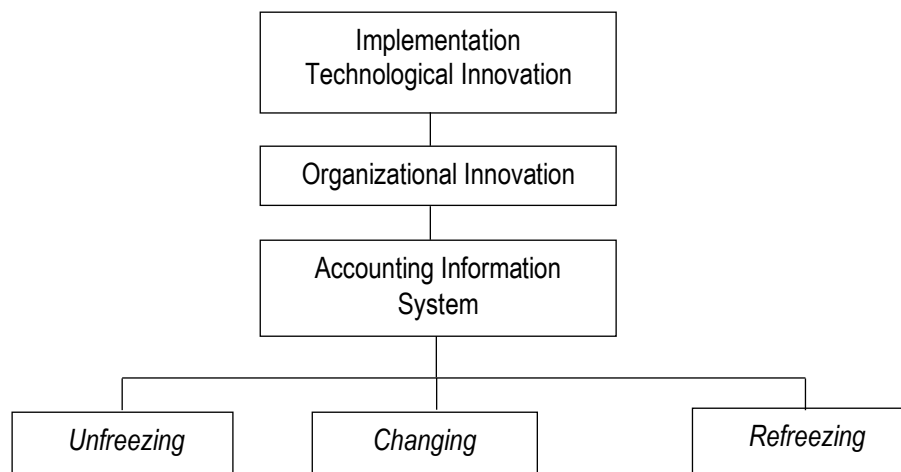 Implementation
Technological Innovation
Organizational Innovation
Accounting Information
System
Unfreezing
Changing
Refreezing